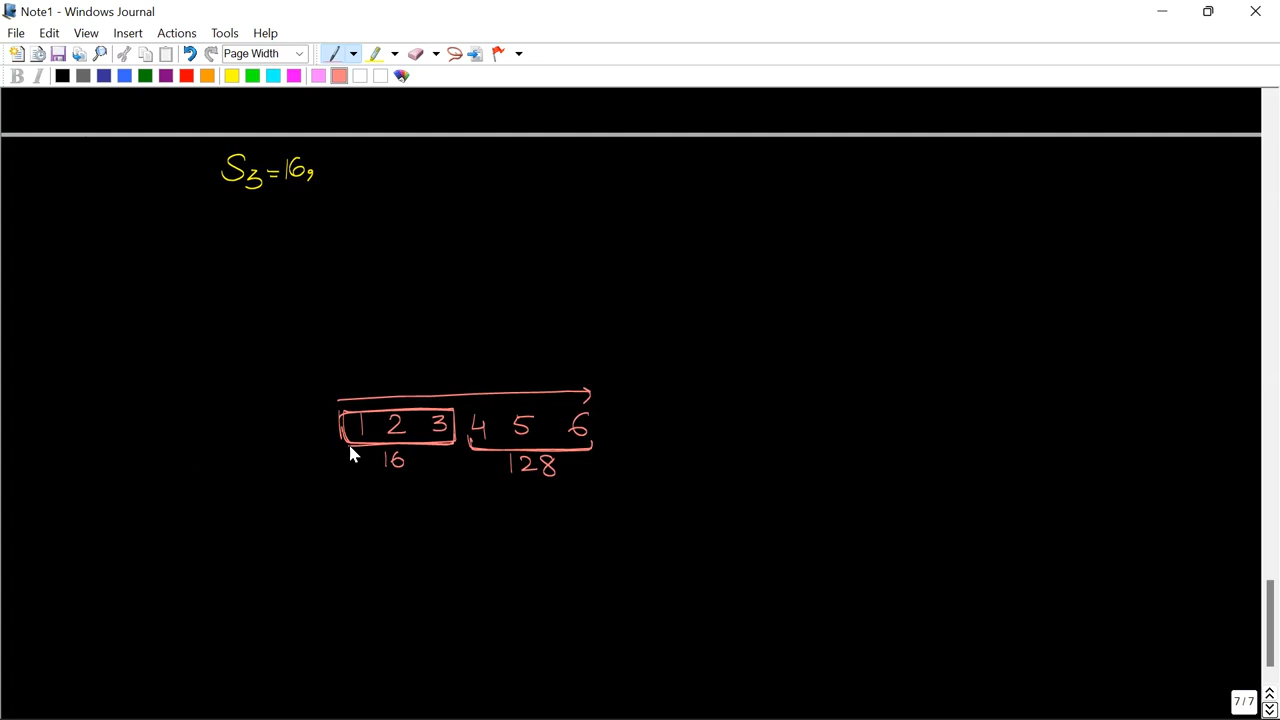 Note1 - Windows Journal
File Edit View Insert Actions Tools Help
Page Width
B I
S3=16,
1 2 3 4 5 6
16 128
7/7